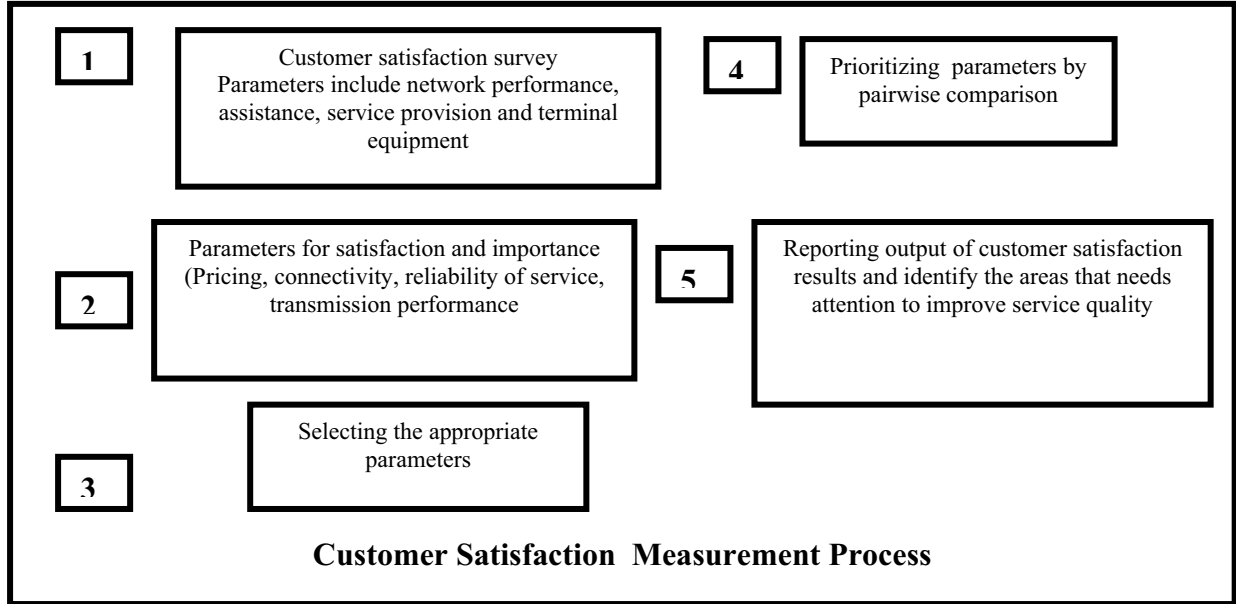 1
Customer satisfaction survey
Parameters include network performance,
assistance, service provision and terminal
equipment
2
Parameters for satisfaction and importance
(Pricing, connectivity, reliability of service,
transmission performance
3
Selecting the appropriate
parameters
4
Prioritizing parameters by
pairwise comparison
5
Reporting output of customer satisfaction
results and identify the areas that needs
attention to improve service quality
Customer Satisfaction Measurement Process